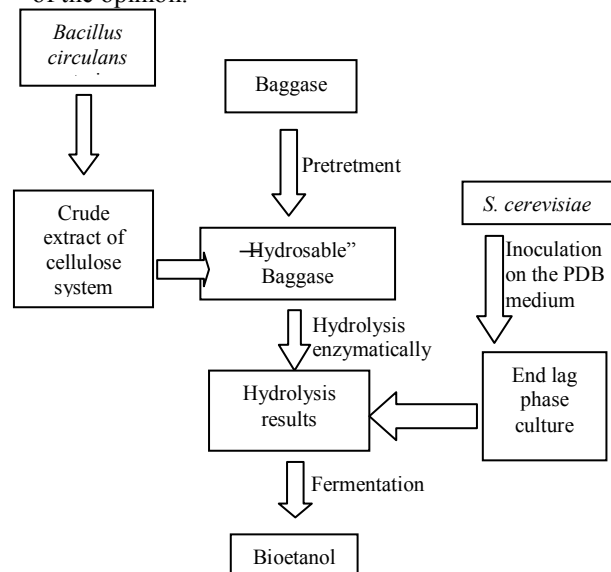 of the opinion.
Bacillus
circulans
Baggase
Pretretment
Crude
extract of
cellulose
system
S. cerevisiae
Inoculation
on the PDB
medium
―Hydrosable”
Baggase
Hydrolysis
enzymatically
Hydrolysis
results
End lag
phase
culture
Fermentation
Bioetanol